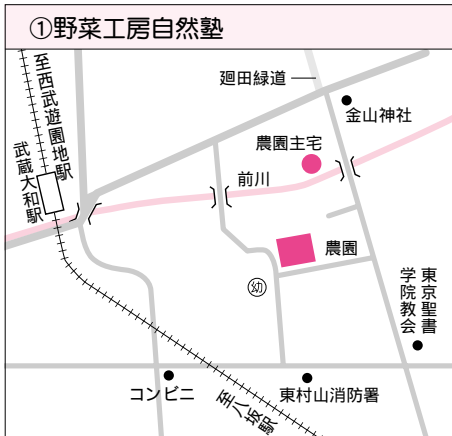 ①野菜工房自然塾
至西武遊園地駅
武蔵大和駅
廻田緑道
金山神社
農園主宅
前川
農園
幼
東京聖書
学院教会
コンビニ
東村山消防署
至八坂駅